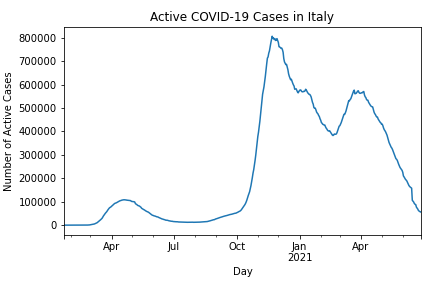 Active COVID-19 Cases in Italy
Number of Active Cases
800000
700000
600000
500000
400000
300000
200000
100000
0
Apr
Jul
Oct
Jan
2021
Apr
Day